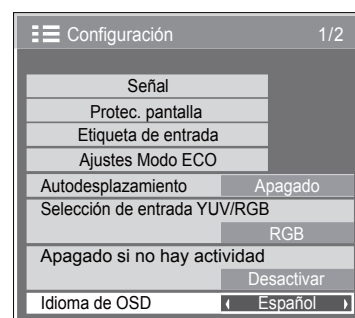 Configuración 1/2
Señal
Protec. pantalla
Etiqueta de entrada
Ajustes Modo ECO
Autodesplazamiento Apagado
Selección de entrada YUV/RGB
RGB
Apagado si no hay actividad
Desactivar
Idioma de OSD Español